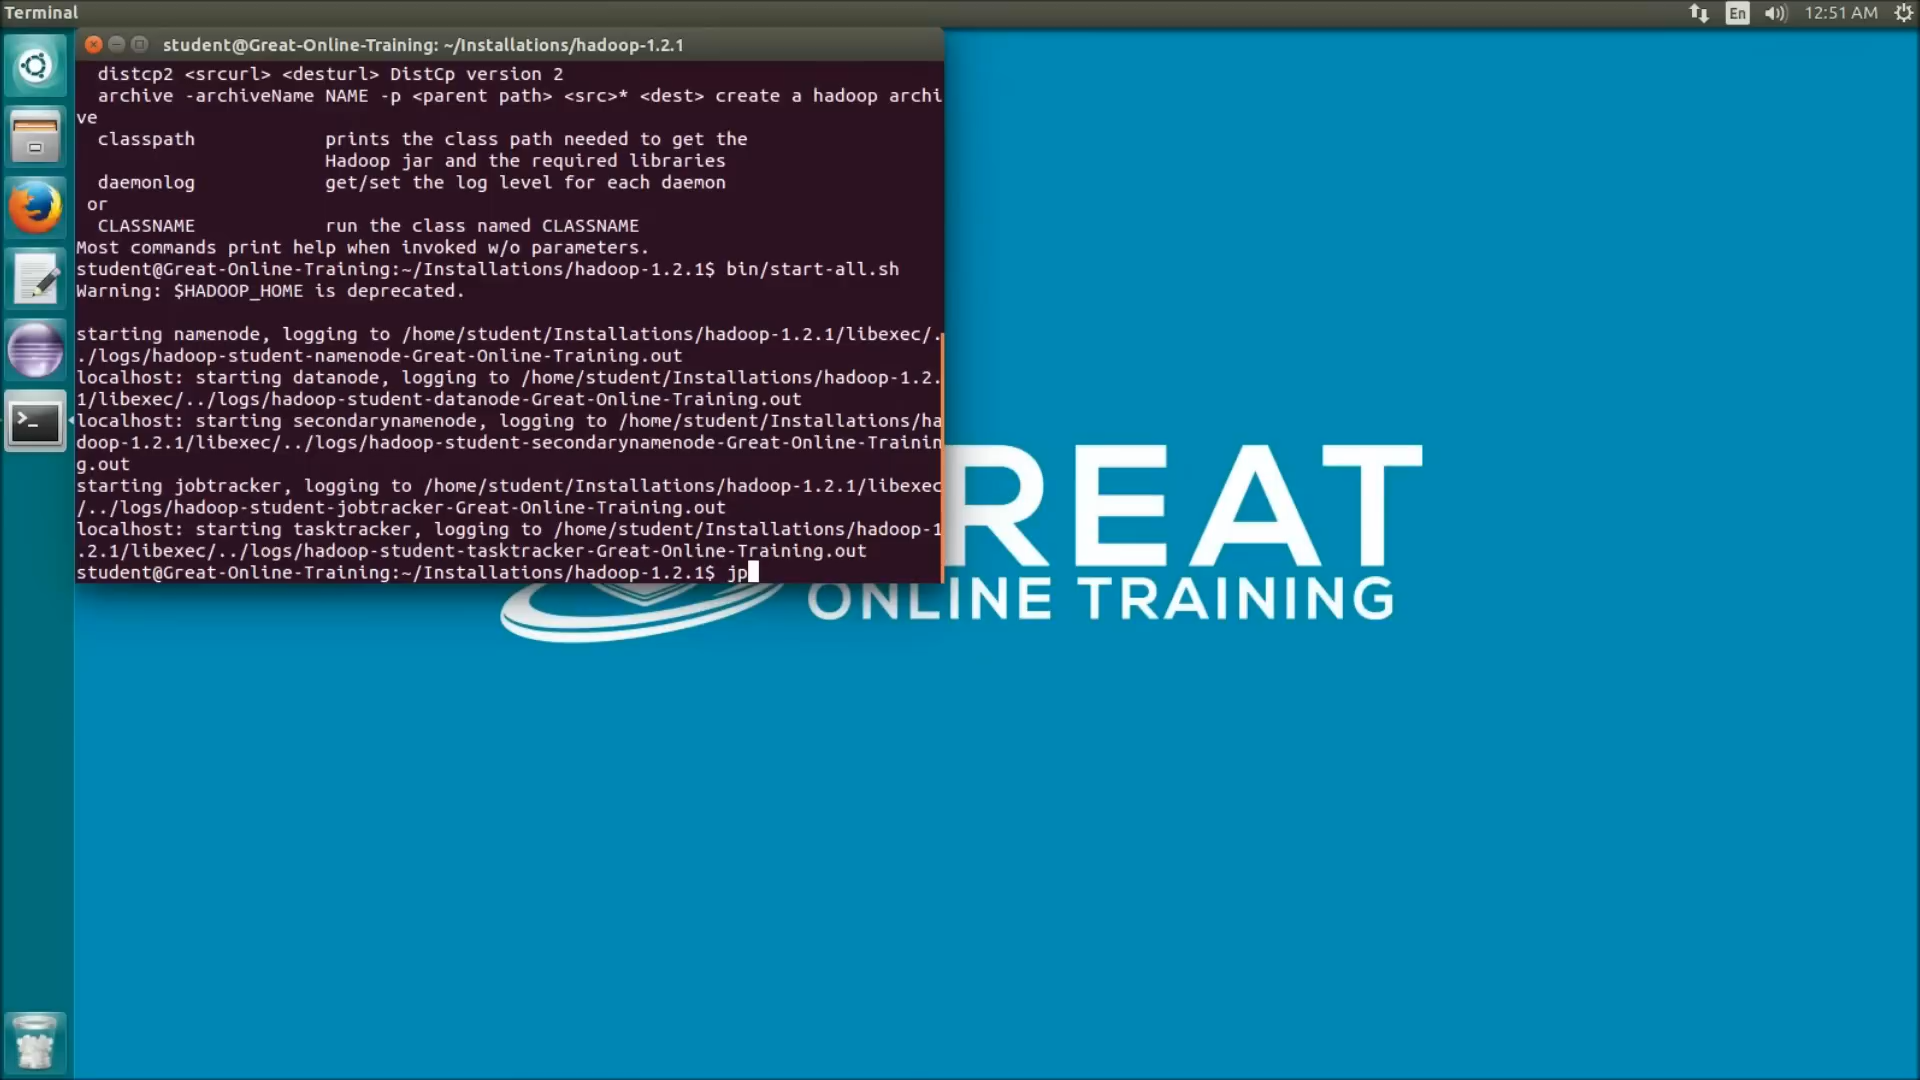 Terminal
En
12:51 AM
student@Great-Online-Training: ~/Installations/hadoop-1.2.1
distcp2 <srcurl> <desturl> DistCp version 2
archive -archiveName NAME -p <parent path> <src>* <dest> create a hadoop archi
ve
classpath prints the class path needed to get the
Hadoop jar and the required libraries
daemonlog get/set the log level for each daemon
or
CLASSNAME run the class named CLASSNAME
Most commands print help when invoked w/o parameters.
student@Great-Online-Training:~/Installations/hadoop-1.2.1$ bin/start-all.sh
Warning: $HADOOP_HOME is deprecated.
starting namenode, logging to /home/student/Installations/hadoop-1.2.1/libexec/.
./logs/hadoop-student-namenode-Great-Online-Training.out
localhost: starting datanode, logging to /home/student/Installations/hadoop-1.2.
1/libexec/../logs/hadoop-student-datanode-Great-Online-Training.out
localhost: starting secondarynamenode, logging to /home/student/Installations/ha
doop-1.2.1/libexec/../logs/hadoop-student-secondarynamenode-Great-Online-Trainin
g.out
starting jobtracker, logging to /home/student/Installations/hadoop-1.2.1/libexec
/../logs/hadoop-student-jobtracker-Great-Online-Training.out
localhost: starting tasktracker, logging to /home/student/Installations/hadoop-1
.2.1/libexec/../logs/hadoop-student-tasktracker-Great-Online-Training.out
student@Great-Online-Training:~/Installations/hadoop-1.2.1$ jp
REAT
ONLINE TRAINING